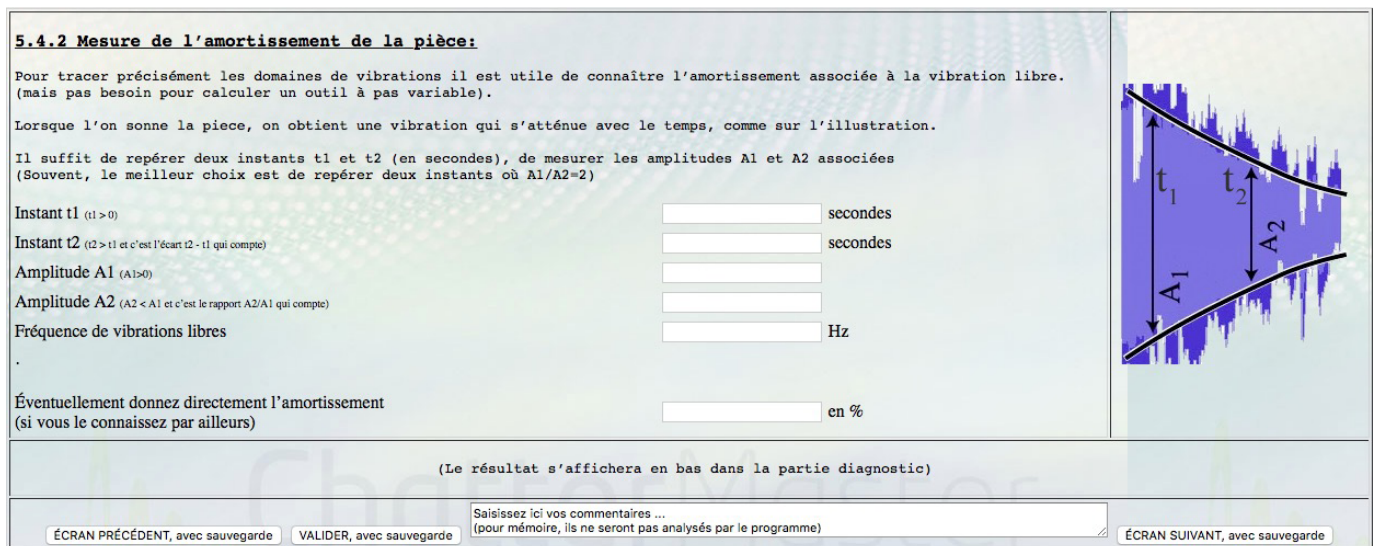 5.4.2 Mesure de l'amortissement de la pièce:
Pour tracer précisément les domaines de vibrations il est utile de connaître l'amortissement associée à la vibration libre.
(mais pas besoin pour calculer un outil à pas variable).
Lorsque l'on sonne la piece, on obtient une vibration qui s'atténue avec le temps, comme sur l'illustration.
Il suffit de repérer deux instants t1 et t2 (en secondes), de mesurer les amplitudes A1 et A2 associées
(Souvent, le meilleur choix est de repérer deux instants où A1/A2=2)
Instant t1 (t1 > 0) secondes
Instant t2 (t2 > t1 et c'est l'écart t2 - t1 qui compte) secondes
Amplitude A1 (A1>0)
Amplitude A2 (A2 < A1 et c'est le rapport A2/A1 qui compte)
Fréquence de vibrations libres Hz
.
Éventuellement donnez directement l'amortissement
(si vous le connaissez par ailleurs) en %
t1 t2
A1 A2
(Le résultat s'affichera en bas dans la partie diagnostic)
ChatterMaster
Saisissez ici vos commentaires ...
(pour mémoire, ils ne seront pas analysés par le programme)
ÉCRAN PRÉCÉDENT, avec sauvegarde VALIDER, avec sauvegarde ÉCRAN SUIVANT, avec sauvegarde